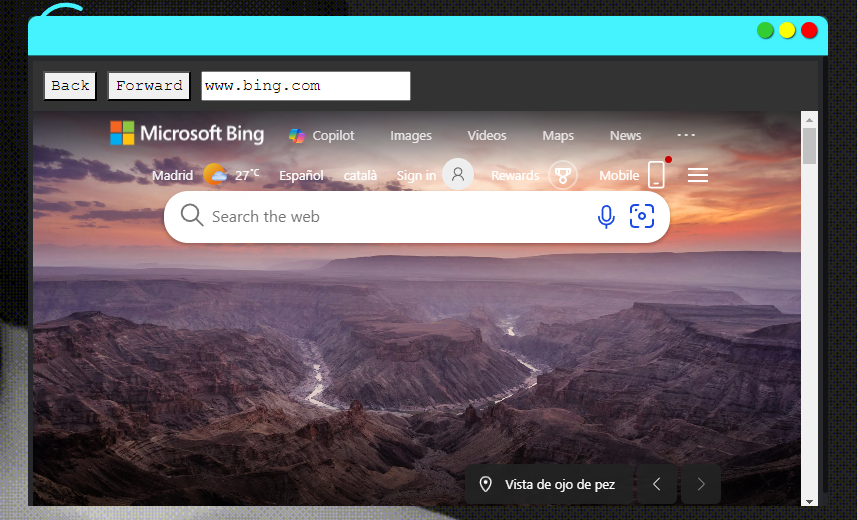 Back Forward www.bing.com
Microsoft Bing Copilot Images Videos Maps News ...
Madrid 27°C Español català Sign in Rewards Mobile
Search the web
Vista de ojo de pez